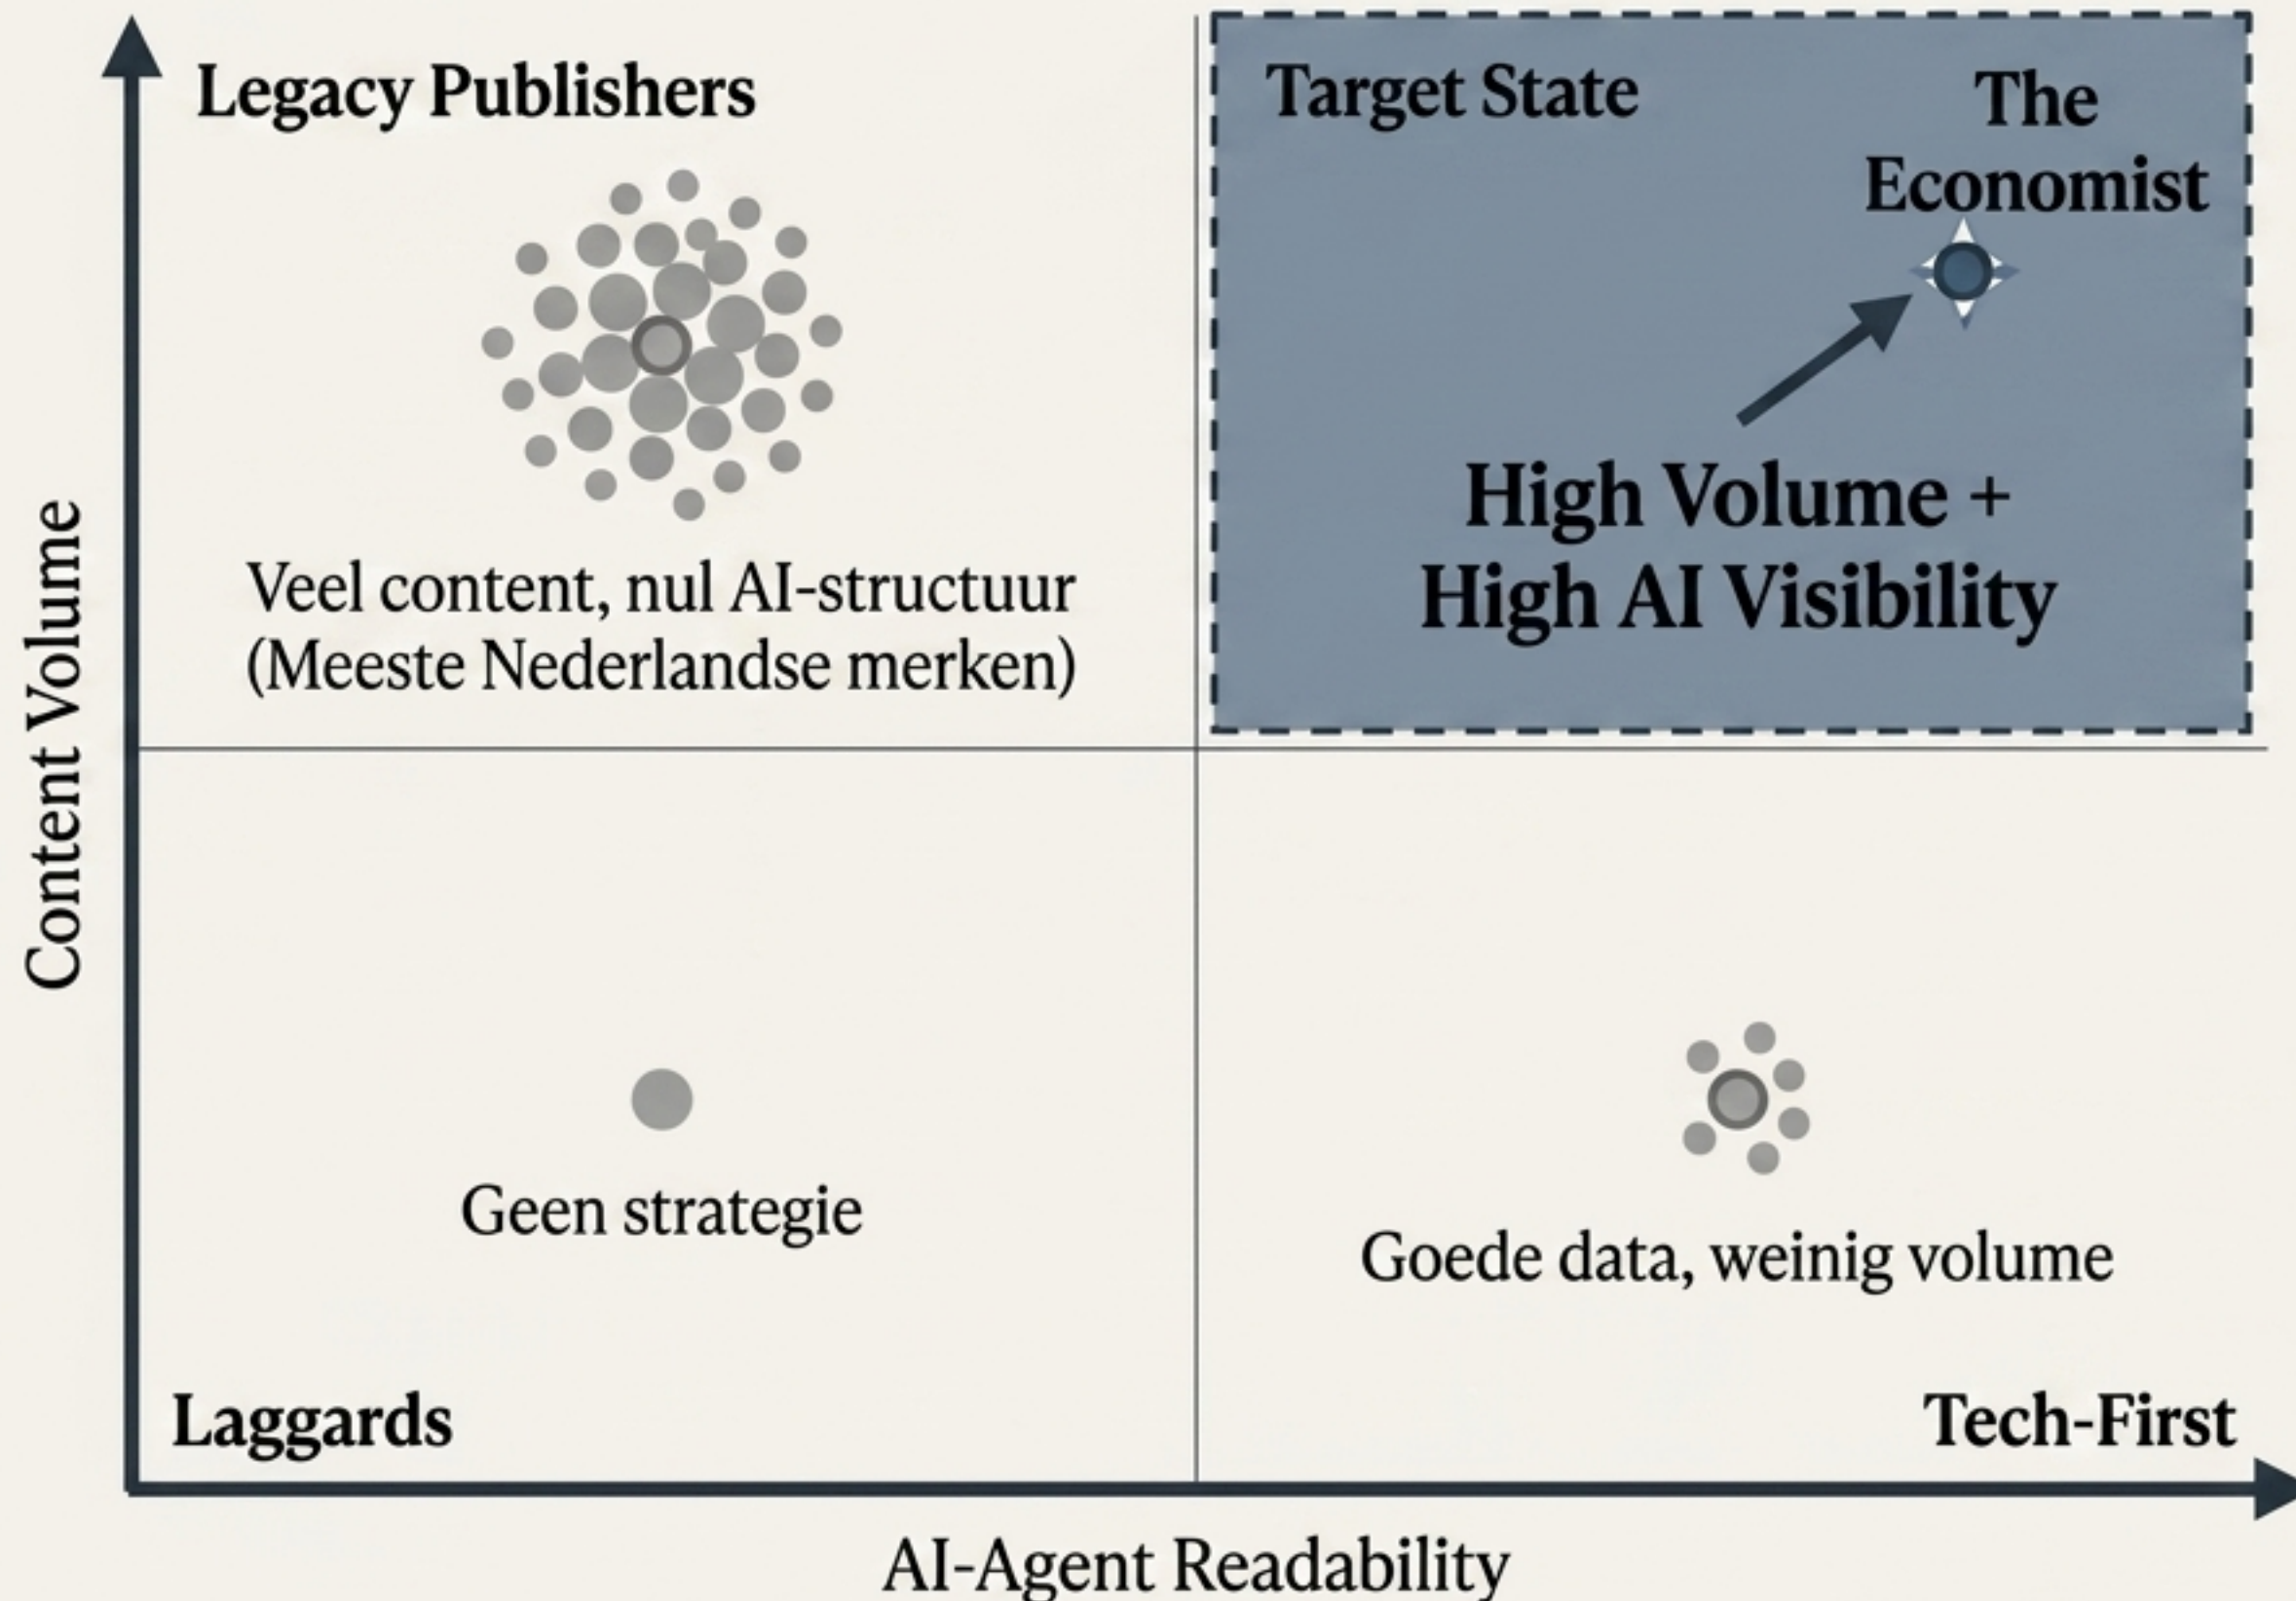 Legacy Publishers
Target State
The
Economist
High Volume +
High AI Visibility
Veel content, nul AI-structuur
(Meeste Nederlandse merken)
Content Volume
Geen strategie
Goede data, weinig volume
Laggards
Tech-First
AI-Agent Readability